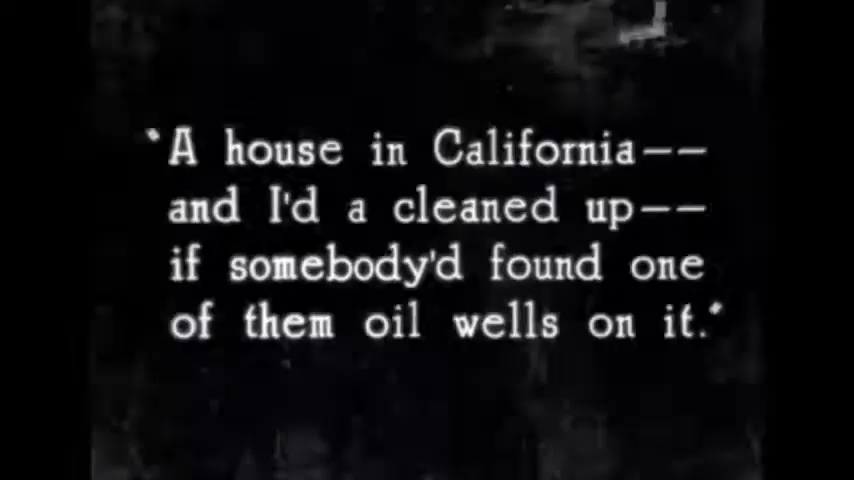 "A house in California--
and I'd a cleaned up--
if somebody'd found one
of them oil wells on it."